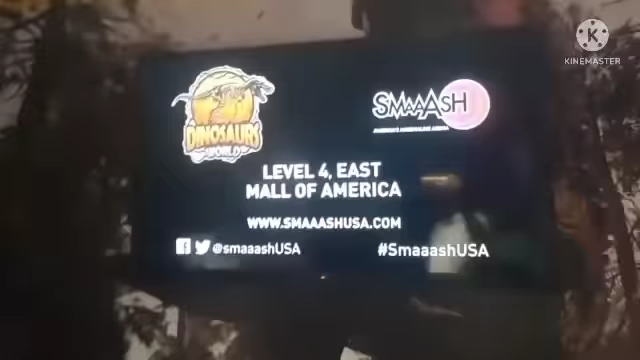 K
KINEMASTER
DINOSAURS
WORLD
SMAAASH
LEVEL 4, EAST
MALL OF AMERICA
WWW.SMAAASHUSA.COM
f @smaaashUSA
#SmaaashUSA